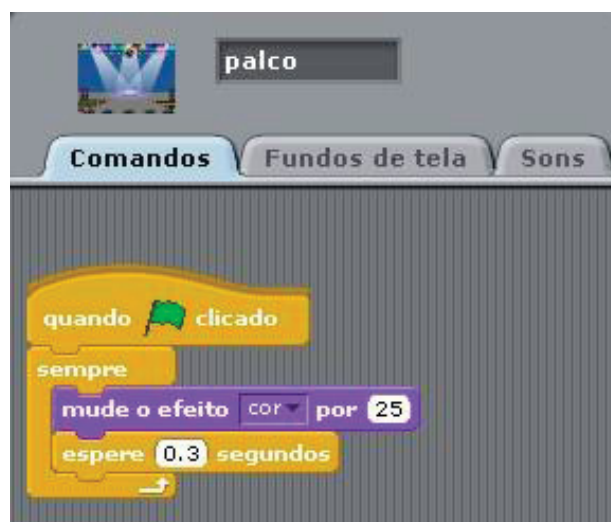 palco
Comandos Fundos de tela Sons
quando clicado
sempre
mude o efeito cor por 25
espere 0.3 segundos